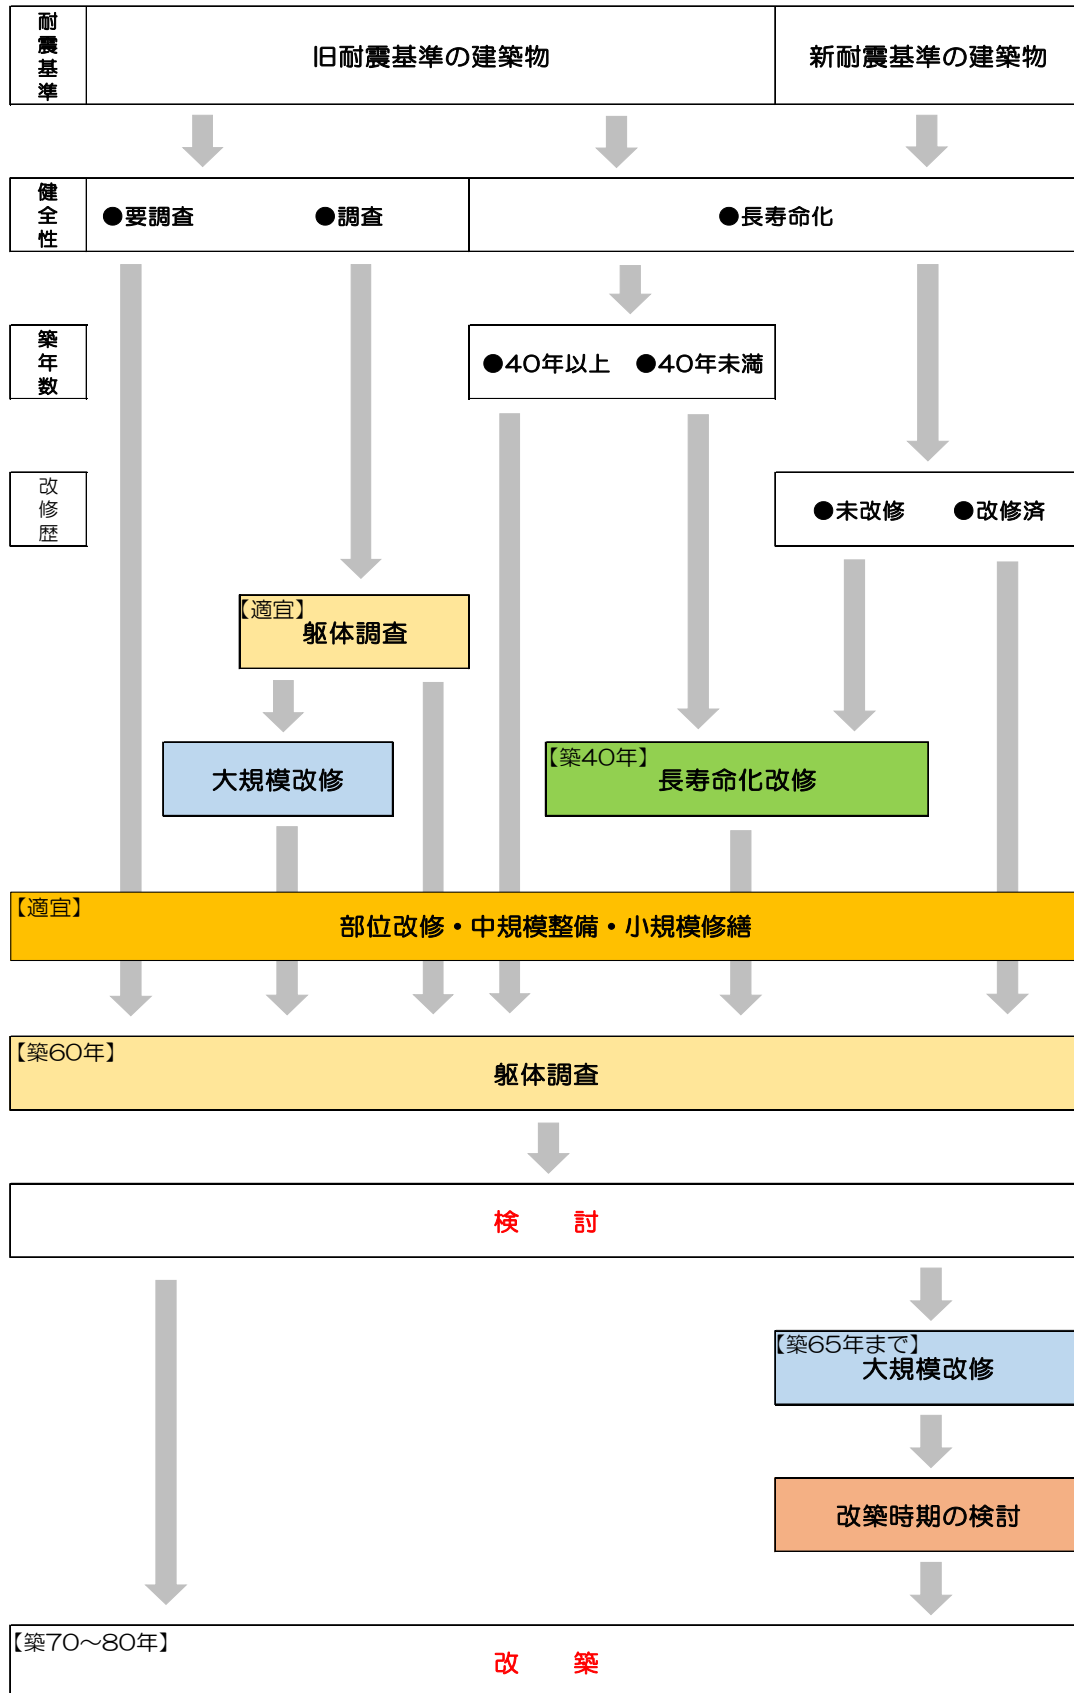 耐震基準
旧耐震基準の建築物
新耐震基準の建築物
健全性
●要調査
●調査
●長寿命化
築年数
●40年以上
●40年未満
改修歴
●未改修
●改修済
【適宜】
躯体調査
大規模改修
【築40年】
長寿命化改修
【適宜】
部位改修・中規模整備・小規模修繕
【築60年】
躯体調査
検　討
【築65年まで】
大規模改修
改築時期の検討
【築70～80年】
改　築